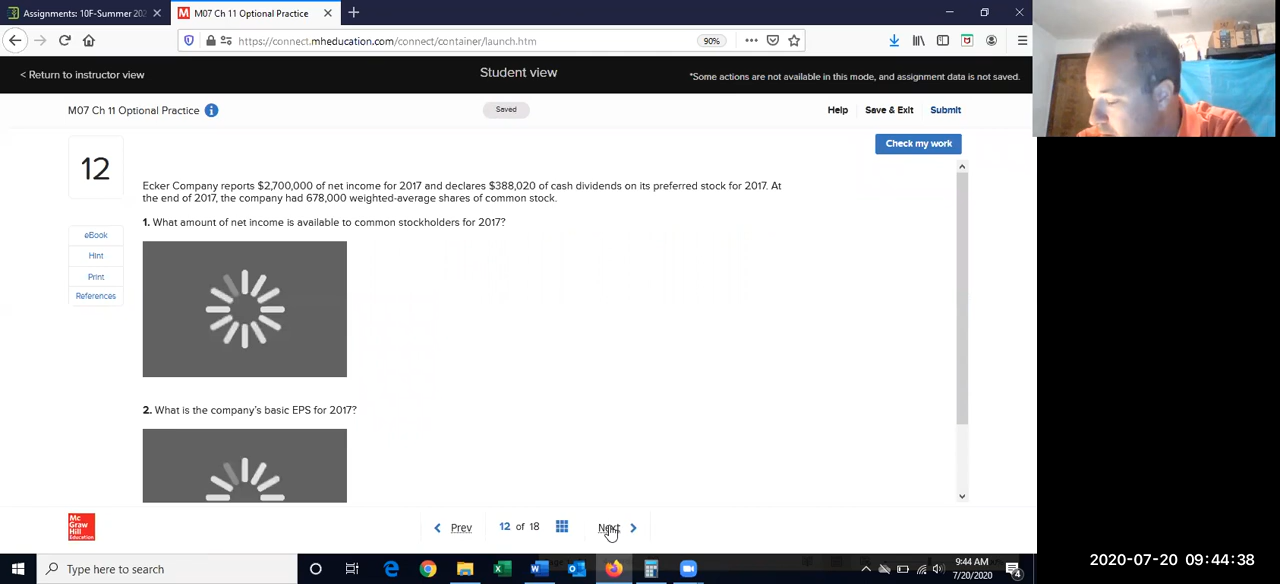 Assignments: 10F-Summer 202
M07 Ch 11 Optional Practice
https://connect.mheducation.com/connect/container/launch.htm
90%
< Return to instructor view
Student view
*Some actions are not available in this mode, and assignment data is not saved.
M07 Ch 11 Optional Practice
Saved
Help
Save & Exit
Submit
Check my work
12
Ecker Company reports $2,700,000 of net income for 2017 and declares $388,020 of cash dividends on its preferred stock for 2017. At
the end of 2017, the company had 678,000 weighted-average shares of common stock.
1. What amount of net income is available to common stockholders for 2017?
eBook
Hint
Print
References
2. What is the company's basic EPS for 2017?
Mc
Graw
Hill
Education
Prev
12 of 18
Next
Type here to search
9:44 AM
7/20/2020
4
2020-07-20 09:44:38